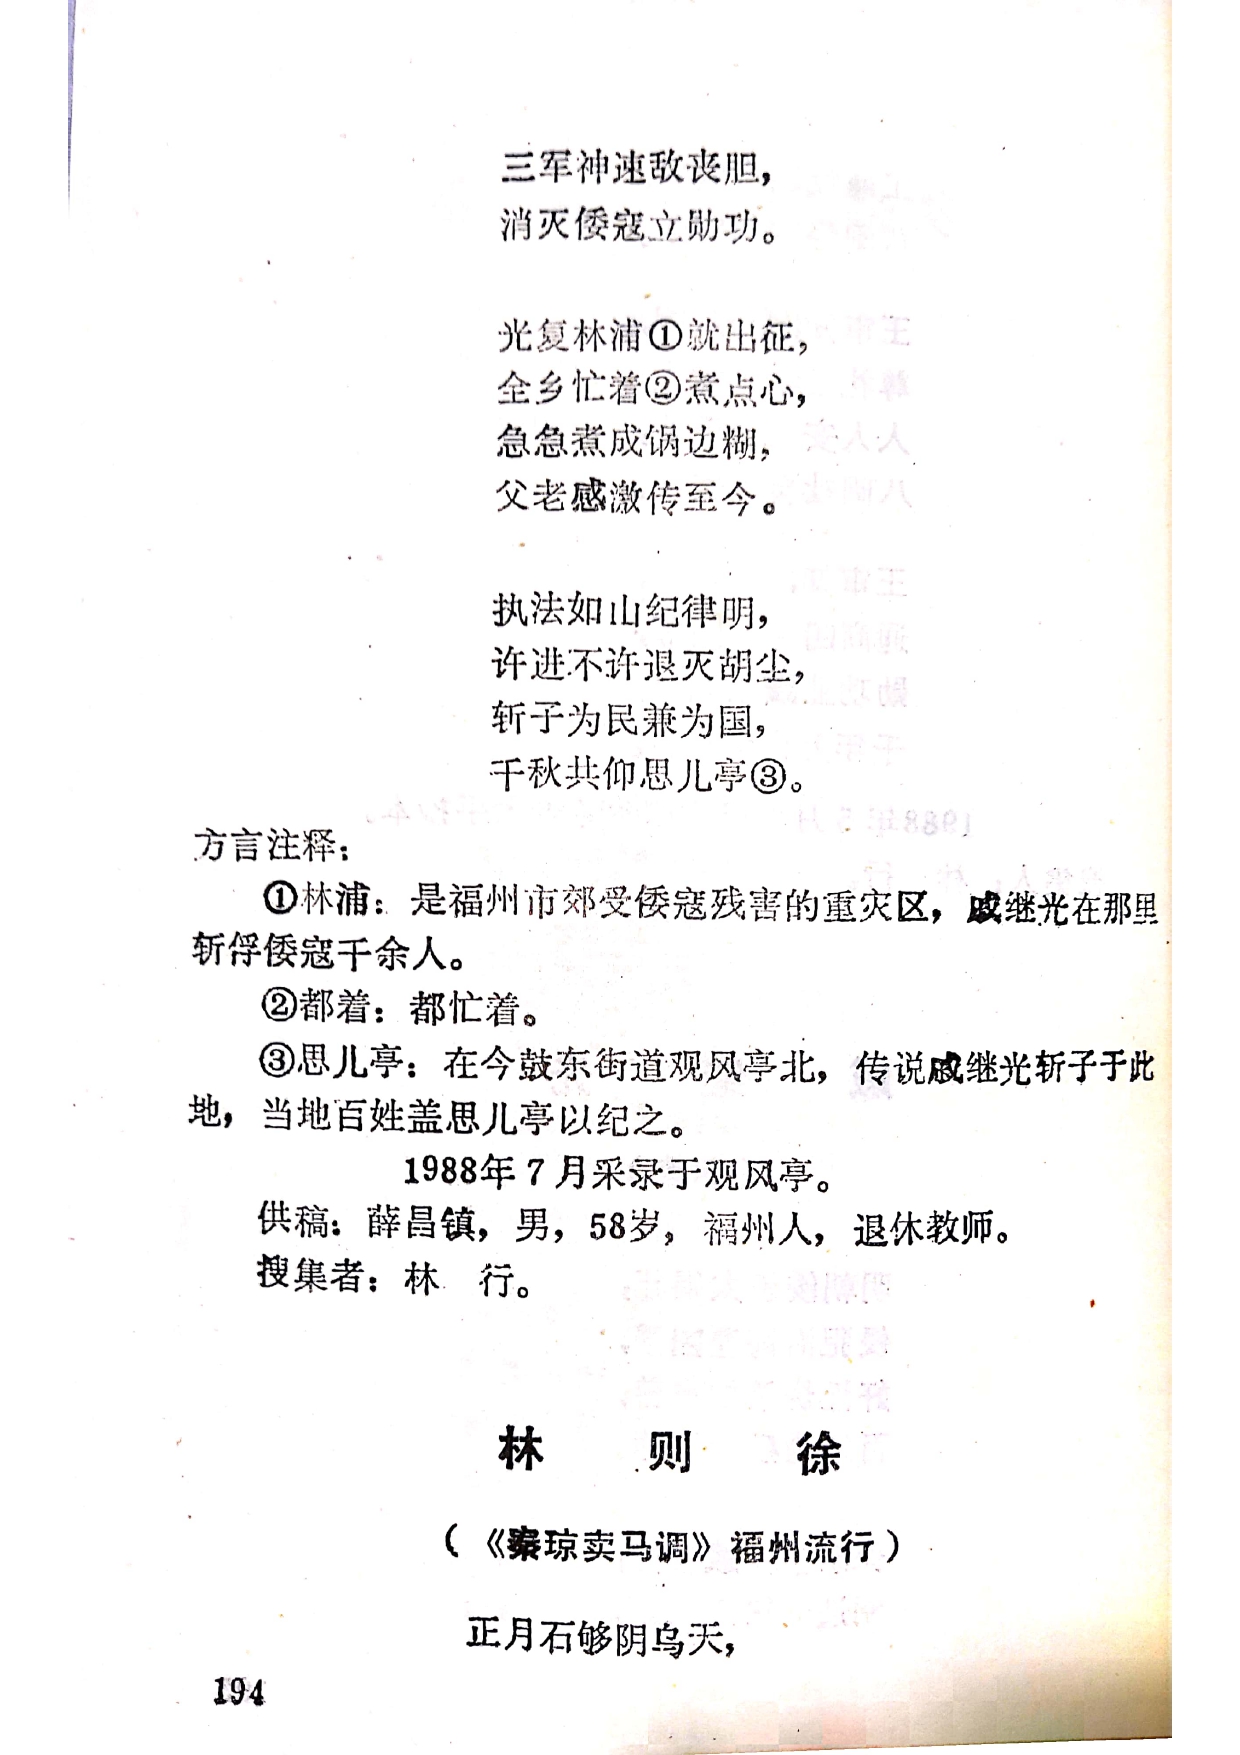 三军神速敌丧胆，
消灭倭寇立勋功。
光复林浦①就出征，
全乡忙着②煮点心，
急急煮成锅边糊，
父老感激传至今。
执法如山纪律明，
许进不许退灭胡尘，
斩子为民兼为国，
千秋共仰思儿亭③。
方言注释：
①林浦：是福州市郊受倭寇残害的重灾区，戚继光在那里
斩俘倭寇千余人。
②都着：都忙着。
③思儿亭：在今鼓东街道观风亭北，传说戚继光斩子于此
地，当地百姓盖思儿亭以纪之。
1988年7月采录于观风亭。
供稿：薛昌镇，男，58岁，福州人，退休教师。
搜集者：林　行。
林　则　徐
（《秦琼卖马调》福州流行）
正月石够阴乌天，
194